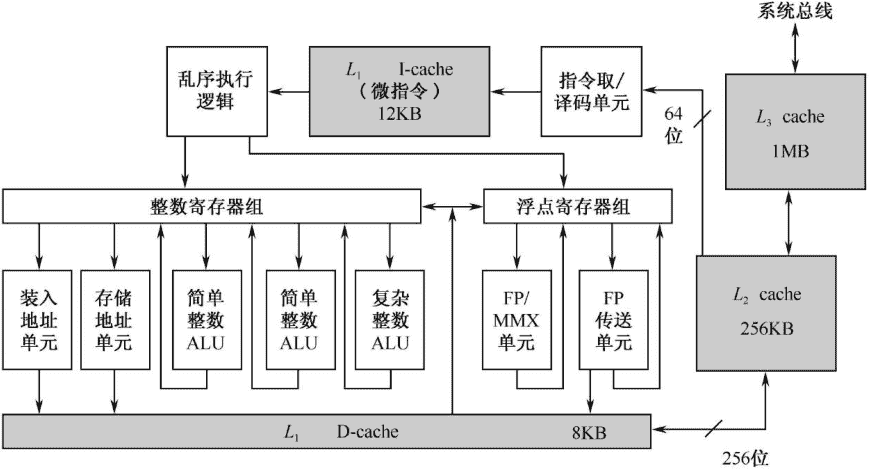 系统总线
乱序执行
逻辑
L1 I-cache
（微指令）
12KB
指令取/
译码单元
64
位
L3 cache
1MB
整数寄存器组
浮点寄存器组
装入
地址
单元
存储
地址
单元
简单
整数
ALU
简单
整数
ALU
复杂
整数
ALU
FP/
MMX
单元
FP
传送
单元
L2 cache
256KB
L1 D-cache 8KB
256位